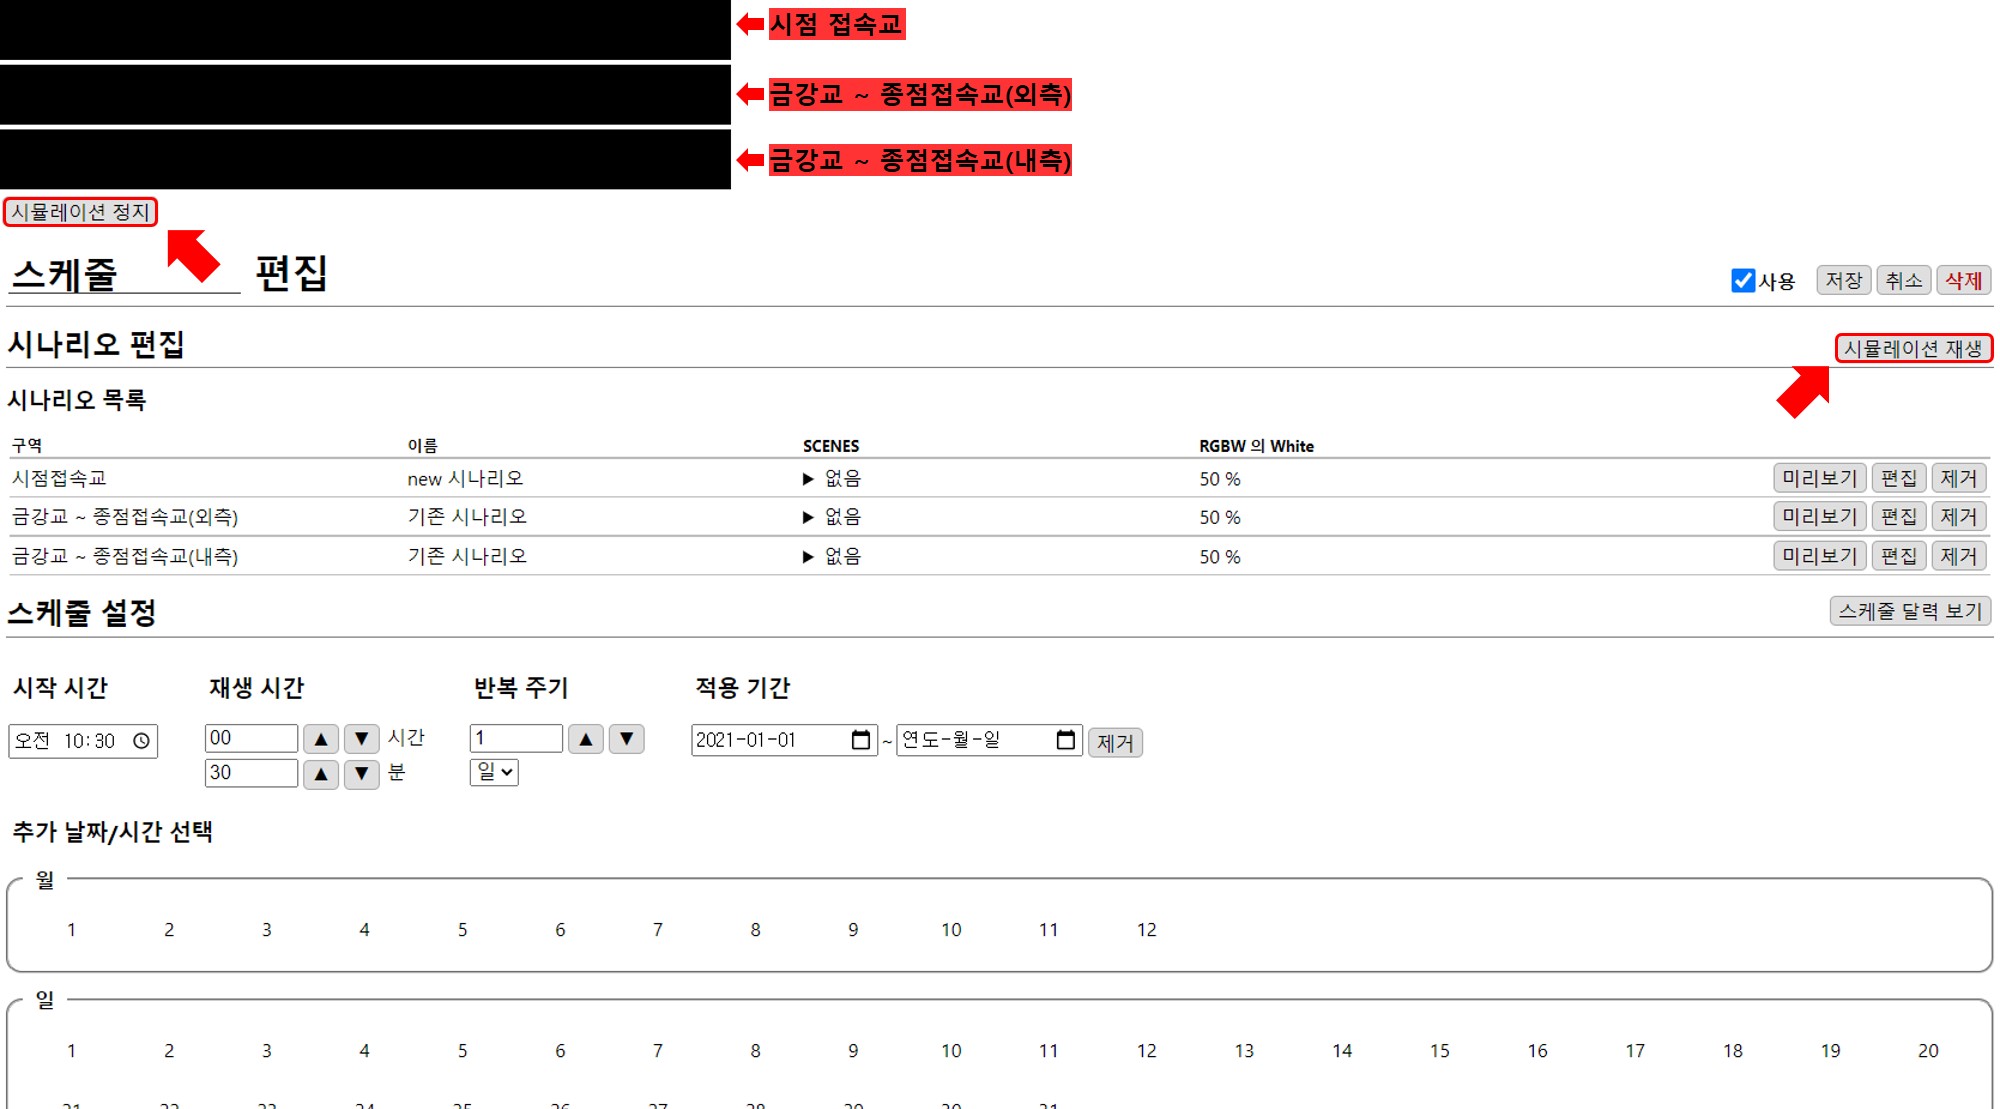 시점 접속교
금강교 ~ 종점접속교(외측)
금강교 ~ 종점접속교(내측)
시뮬레이션 정지
스케줄 편집
사용 저장 취소 삭제
시나리오 편집 시뮬레이션 재생
시나리오 목록
구역 이름 SCENES RGBW 의 White
시점접속교 new 시나리오 ▶ 없음 50 % 미리보기 편집 제거
금강교 ~ 종점접속교(외측) 기존 시나리오 ▶ 없음 50 % 미리보기 편집 제거
금강교 ~ 종점접속교(내측) 기존 시나리오 ▶ 없음 50 % 미리보기 편집 제거
스케줄 설정 스케줄 달력 보기
시작 시간 재생 시간 반복 주기 적용 기간
오전 10:30 00 ▲ ▼ 시간 1 ▲ ▼ 2021-01-01 ~ 연도-월-일 제거
30 ▲ ▼ 분 일
추가 날짜/시간 선택
월
1 2 3 4 5 6 7 8 9 10 11 12
일
1 2 3 4 5 6 7 8 9 10 11 12 13 14 15 16 17 18 19 20
21 22 23 24 25 26 27 28 29 30 31